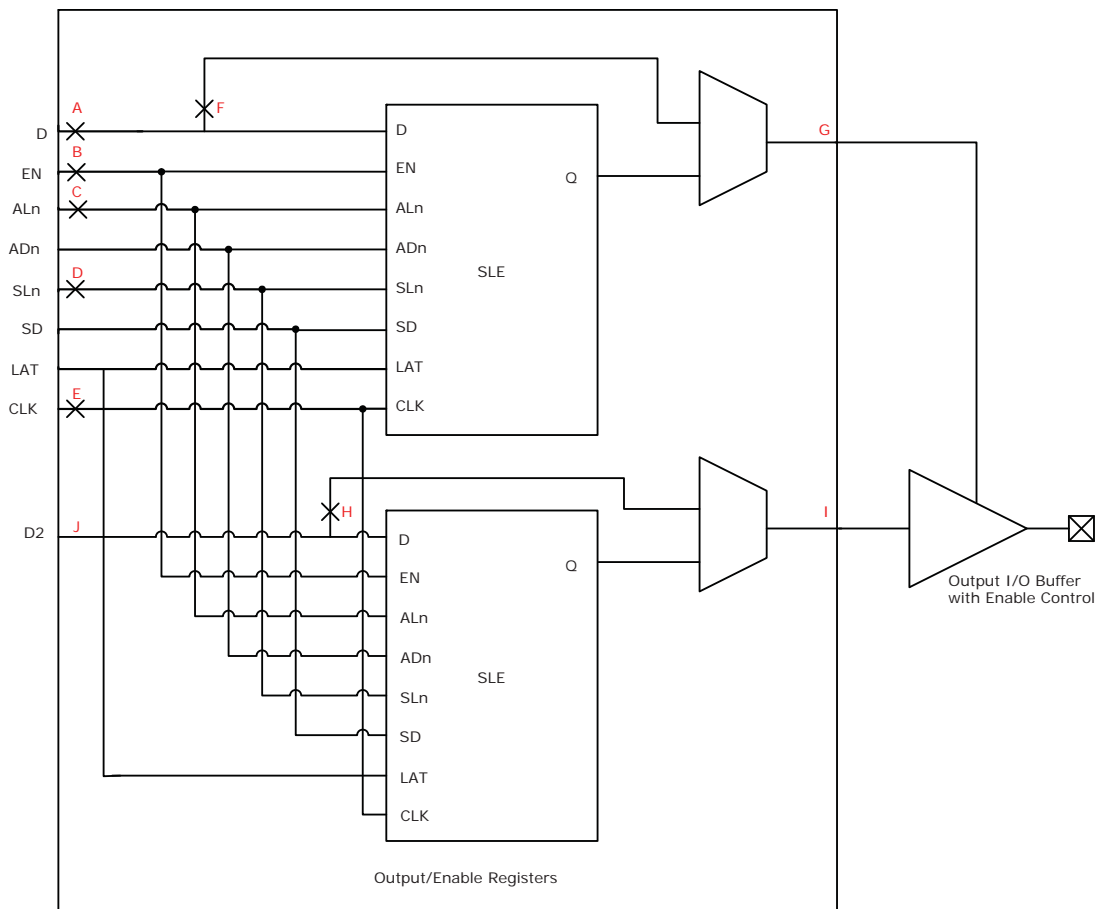 A
F
D
D
G
B
EN
EN
Q
C
ALn
ALn
ADn
ADn
SLE
D
SLn
SLn
SD
SD
LAT
LAT
E
CLK
CLK
H
I
J
D2
D
Q
EN
Output I/O Buffer
with Enable Control
ALn
ADn
SLE
SLn
SD
LAT
CLK
Output/Enable Registers